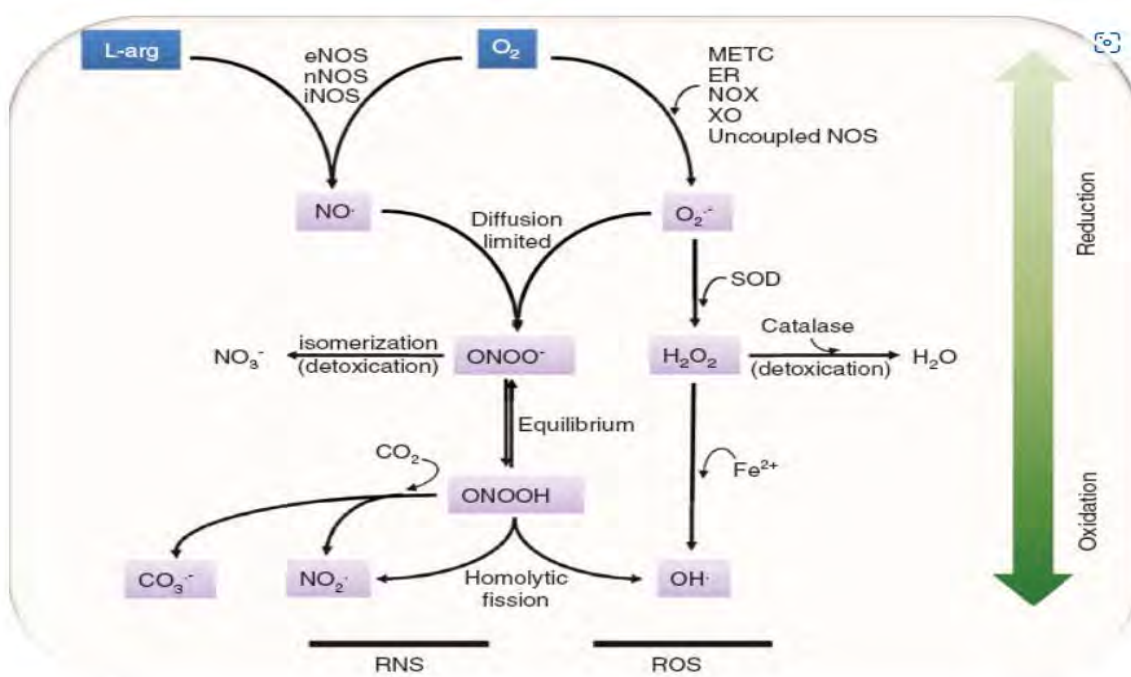 L-arg
eNOS
nNOS
iNOS
O₂
METC
ER
NOX
XO
Uncoupled NOS
NO·
Diffusion
limited
O₂·⁻
SOD
NO₃⁻
isomerization
(detoxication)
ONOO⁻
H₂O₂
Catalase
(detoxication)
H₂O
Equilibrium
CO₂
ONOOH
Fe²⁺
CO₃·⁻
NO₂·
Homolytic
fission
OH·
RNS
ROS
Reduction
Oxidation